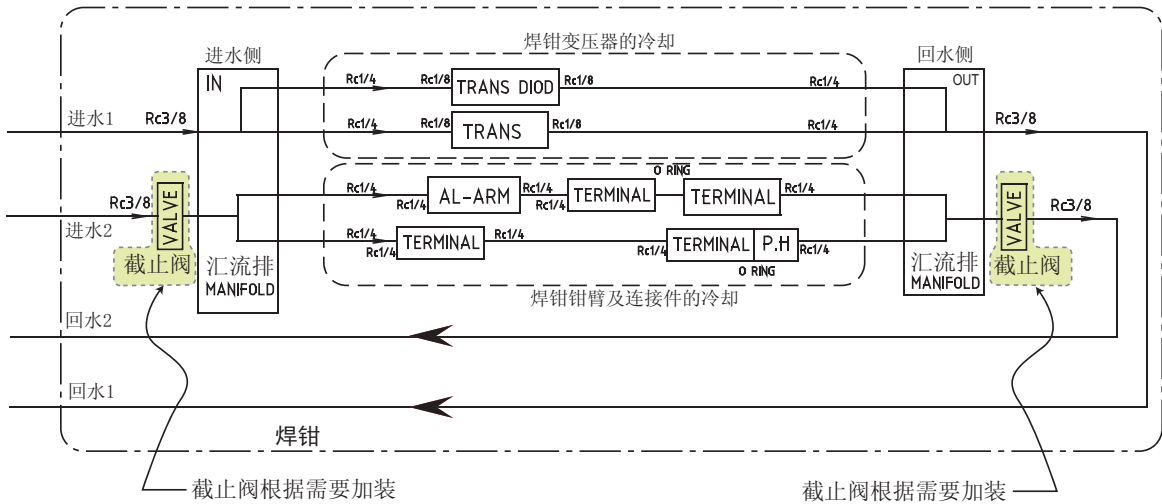 焊钳变压器的冷却
进水侧
IN
回水侧
OUT
Rc1/4
Rc1/8
TRANS DIOD
Rc1/8
Rc1/4
进水1
Rc3/8
Rc1/4
Rc1/8
TRANS
Rc1/8
Rc1/4
Rc3/8
O RING
Rc1/4
Rc1/4
AL-ARM
Rc1/4
Rc1/4
TERMINAL
TERMINAL
Rc1/4
进水2
Rc3/8
VALVE
截止阀
Rc1/4
Rc1/4
TERMINAL
Rc1/4
Rc1/4
TERMINAL
P.H
Rc1/4
O RING
VALVE
截止阀
Rc3/8
汇流排
MANIFOLD
汇流排
MANIFOLD
焊钳钳臂及连接件的冷却
回水2
回水1
焊钳
截止阀根据需要加装
截止阀根据需要加装